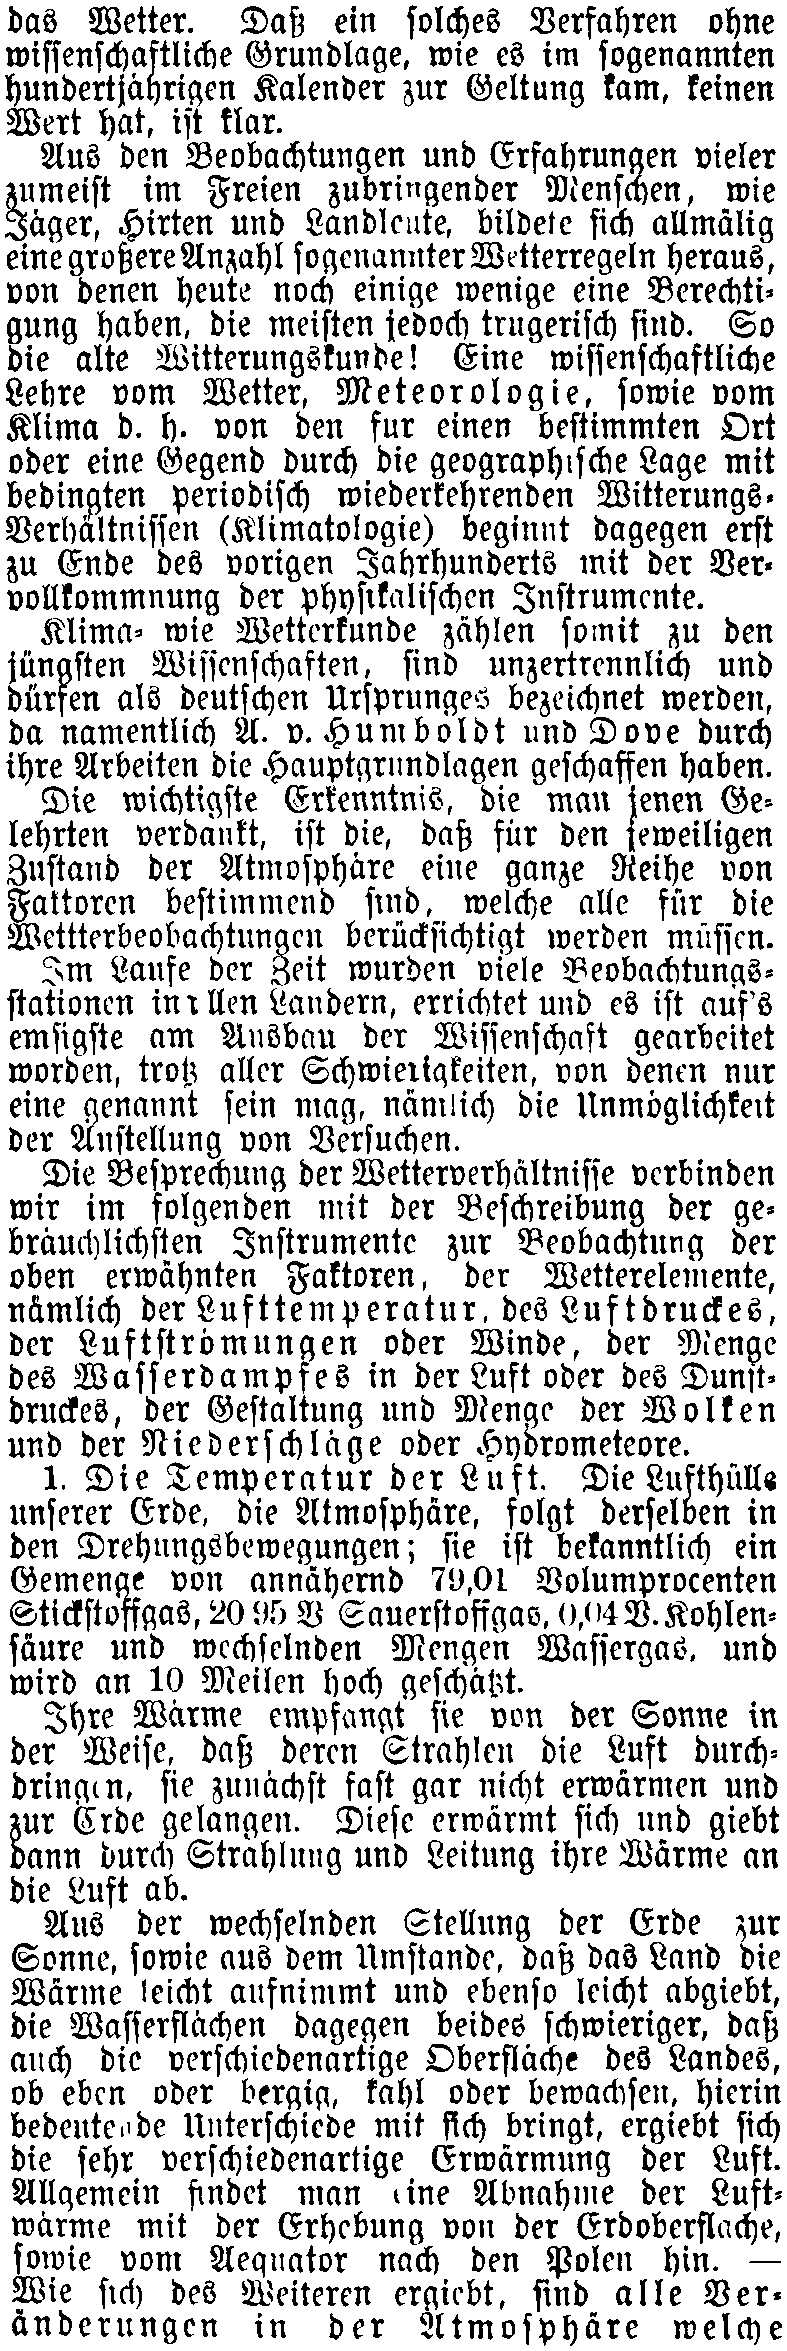 das Wetter. Daß ein solches Verfahren ohne
wissenschaftliche Grundlage, wie es im sogenannten
hundertjährigen Kalender zur Geltung kam, keinen
Wert hat, ist klar.
Aus den Beobachtungen und Erfahrungen vieler
zumeist im Freien zubringender Menschen, wie
Jäger, Hirten und Landleute, bildete sich allmälig
eine großere Anzahl sogenannter Wetterregeln heraus,
von denen heute noch einige wenige eine Berechti-
gung haben, die meisten jedoch trugerisch sind. So
die alte Witterungskunde! Eine wissenschaftliche
Lehre vom Wetter, Meteorologie, sowie vom
Klima d. h. von den fur einen bestimmten Ort
oder eine Gegend durch die geographische Lage mit
bedingten periodisch wiederkehrenden Witterungs-
Verhältnissen (Klimatologie) beginnt dagegen erst
zu Ende des vorigen Jahrhunderts mit der Ver-
vollkommnung der physikalischen Instrumente.
Klima- wie Wetterkunde zählen somit zu den
jüngsten Wissenschaften, sind unzertrennlich und
dürfen als deutschen Ursprunges bezeichnet werden,
da namentlich A. v. Humboldt und Dove durch
ihre Arbeiten die Hauptgrundlagen geschaffen haben.
Die wichtigste Erkenntnis, die man jenen Ge-
lehrten verdankt, ist die, daß für den jeweiligen
Zustand der Atmosphäre eine ganze Reihe von
Faktoren bestimmend sind, welche alle für die
Wettterbeobachtungen berücksichtigt werden müssen.
Im Laufe der Zeit wurden viele Beobachtungs-
stationen in allen Landern, errichtet und es ist auf's
emsigste am Ausbau der Wissenschaft gearbeitet
worden, trotz aller Schwierigkeiten, von denen nur
eine genannt sein mag, nämlich die Unmöglichkeit
der Anstellung von Versuchen.
Die Besprechung der Wetterverhältnisse verbinden
wir im folgenden mit der Beschreibung der ge-
bräuchlichsten Instrumente zur Beobachtung der
oben erwähnten Faktoren, der Wetterelemente,
nämlich der Lufttemperatur, des Luftdruckes,
der Luftströmungen oder Winde, der Menge
des Wasserdampfes in der Luft oder des Dunst-
druckes, der Gestaltung und Menge der Wolken
und der Niederschläge oder Hydrometeore.
1. Die Temperatur der Luft. Die Lufthülle
unserer Erde, die Atmosphäre, folgt derselben in
den Drehungsbewegungen; sie ist bekanntlich ein
Gemenge von annähernd 79,01 Volumprocenten
Stickstoffgas, 20 95 V Sauerstoffgas, 0,04 V. Kohlen-
säure und wechselnden Mengen Wassergas, und
wird an 10 Meilen hoch geschätzt.
Ihre Wärme empfangt sie von der Sonne in
der Weise, daß deren Strahlen die Luft durch-
dringen, sie zunächst fast gar nicht erwärmen und
zur Erde gelangen. Diese erwärmt sich und giebt
dann durch Strahlung und Leitung ihre Wärme an
die Luft ab.
Aus der wechselnden Stellung der Erde zur
Sonne, sowie aus dem Umstande, daß das Land die
Wärme leicht aufnimmt und ebenso leicht abgiebt,
die Wasserflächen dagegen beides schwieriger, daß
auch die verschiedenartige Oberfläche des Landes,
ob eben oder bergig, kahl oder bewachsen, hierin
bedeutende Unterschiede mit sich bringt, ergiebt sich
die sehr verschiedenartige Erwärmung der Luft.
Allgemein findet man eine Abnahme der Luft-
wärme mit der Erhebung von der Erdoberflache,
sowie vom Aequator nach den Polen hin. —
Wie sich des Weiteren ergiebt, sind alle Ver-
änderungen in der Atmosphäre welche